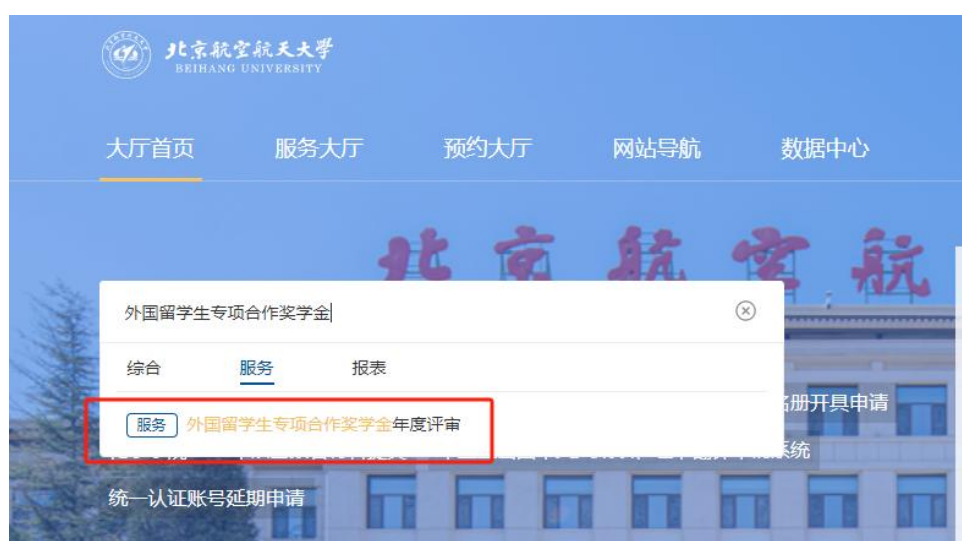 北京航空航天大學
BEIHANG UNIVERSITY
大厅首页 服务大厅 预约大厅 网站导航 数据中心
北京航空航
外国留学生专项合作奖学金
综合 服务 报表
服务 外国留学生专项合作奖学金年度评审
名册开具申请
系统
统一认证账号延期申请